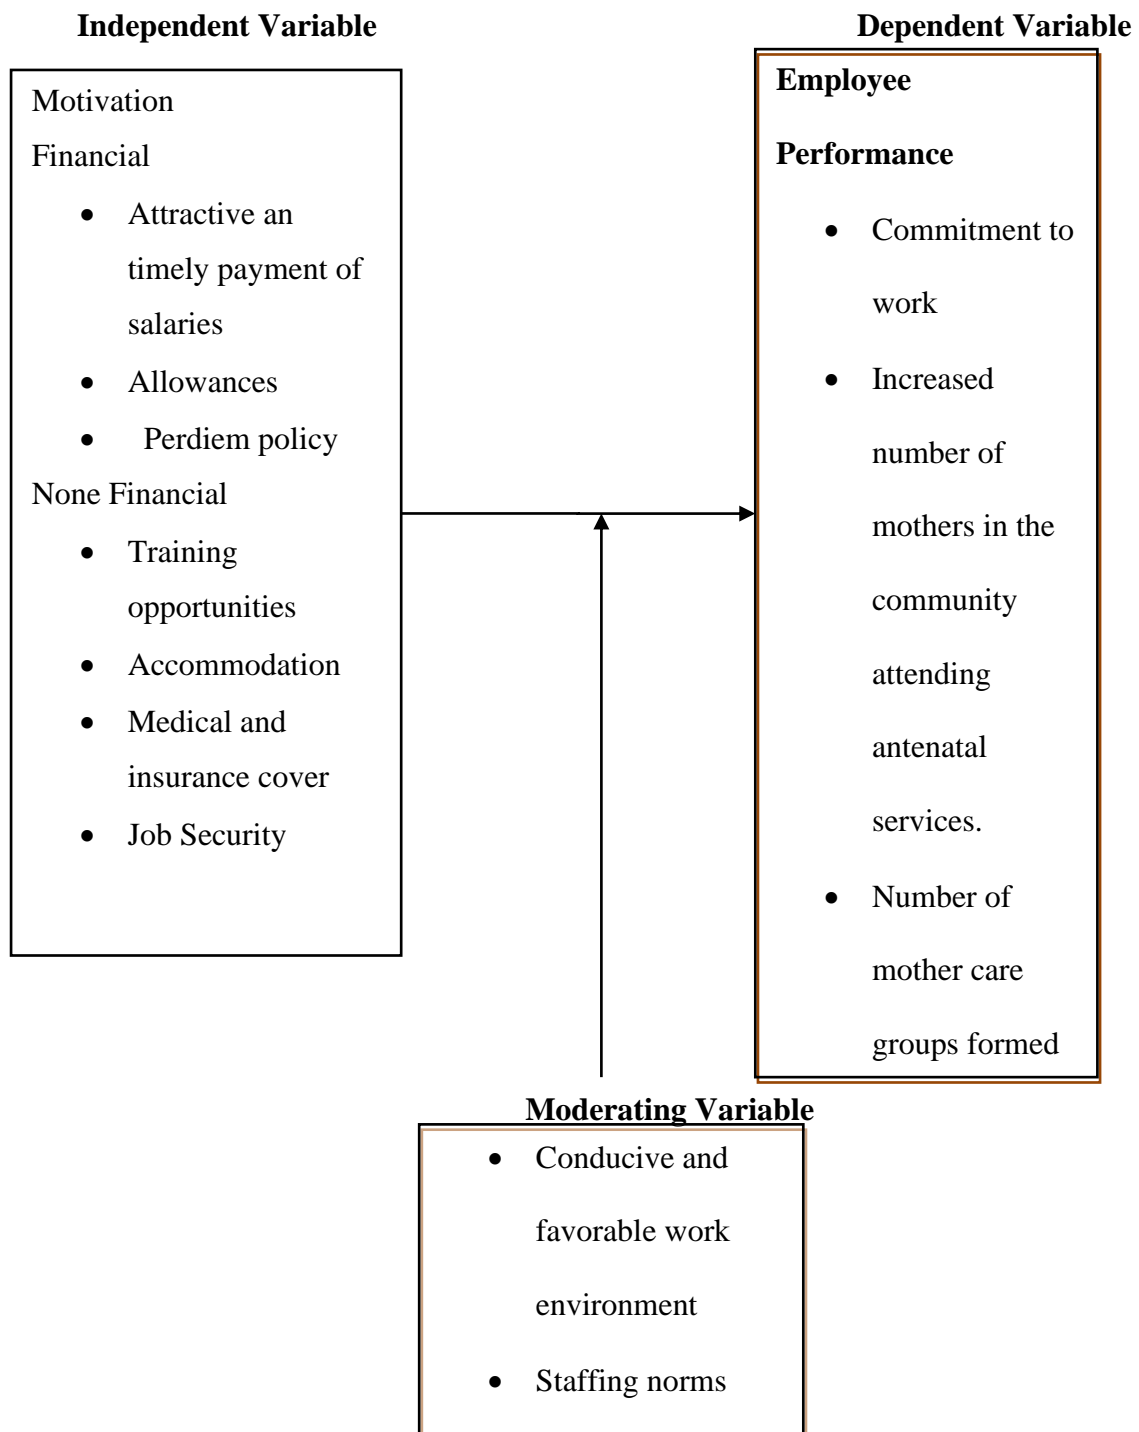 Independent Variable
Dependent Variable
Motivation
Financial
• Attractive an
timely payment of
salaries
• Allowances
• Perdiem policy
None Financial
• Training
opportunities
• Accommodation
• Medical and
insurance cover
• Job Security
Employee
Performance
• Commitment to
work
• Increased
number of
mothers in the
community
attending
antenatal
services.
• Number of
mother care
groups formed
Moderating Variable
• Conducive and
favorable work
environment
• Staffing norms